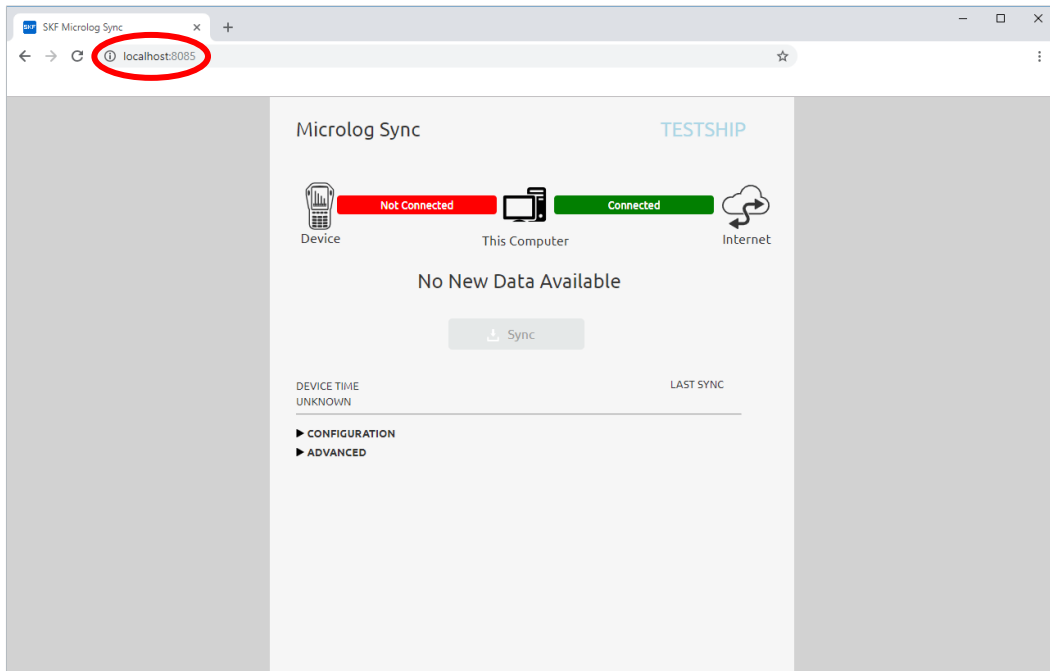 SKF SKF Microlog Sync
localhost:8085
Microlog Sync TESTSHIP
Not Connected Connected
Device This Computer Internet
No New Data Available
Sync
DEVICE TIME LAST SYNC
UNKNOWN
CONFIGURATION
ADVANCED